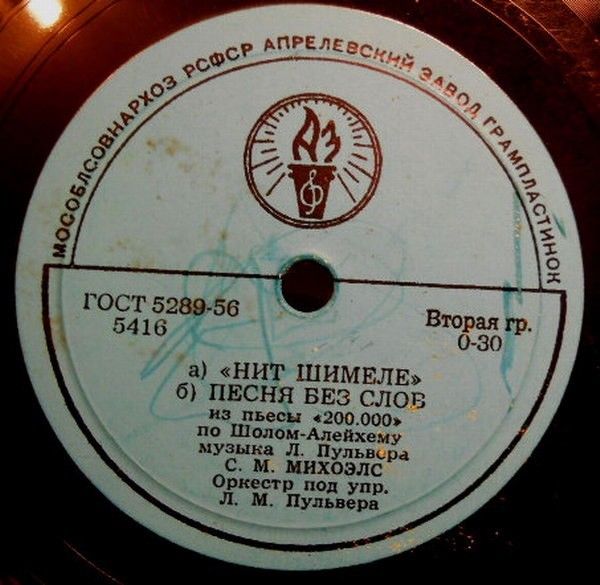 МОСОБЛСОВНАРХОЗ РСФСР АПРЕЛЕВСКИЙ ЗАВОД ГРАМПЛАСТИНОК
АЗ
ГОСТ 5289-56
5416
Вторая гр.
0-30
а) «НИТ ШИМЕЛЕ»
б) ПЕСНЯ БЕЗ СЛОВ
из пьесы «200.000»
по Шолом-Алейхему
музыка Л. Пульвера
С. М. МИХОЭЛС
Оркестр под упр.
Л. М. Пульвера